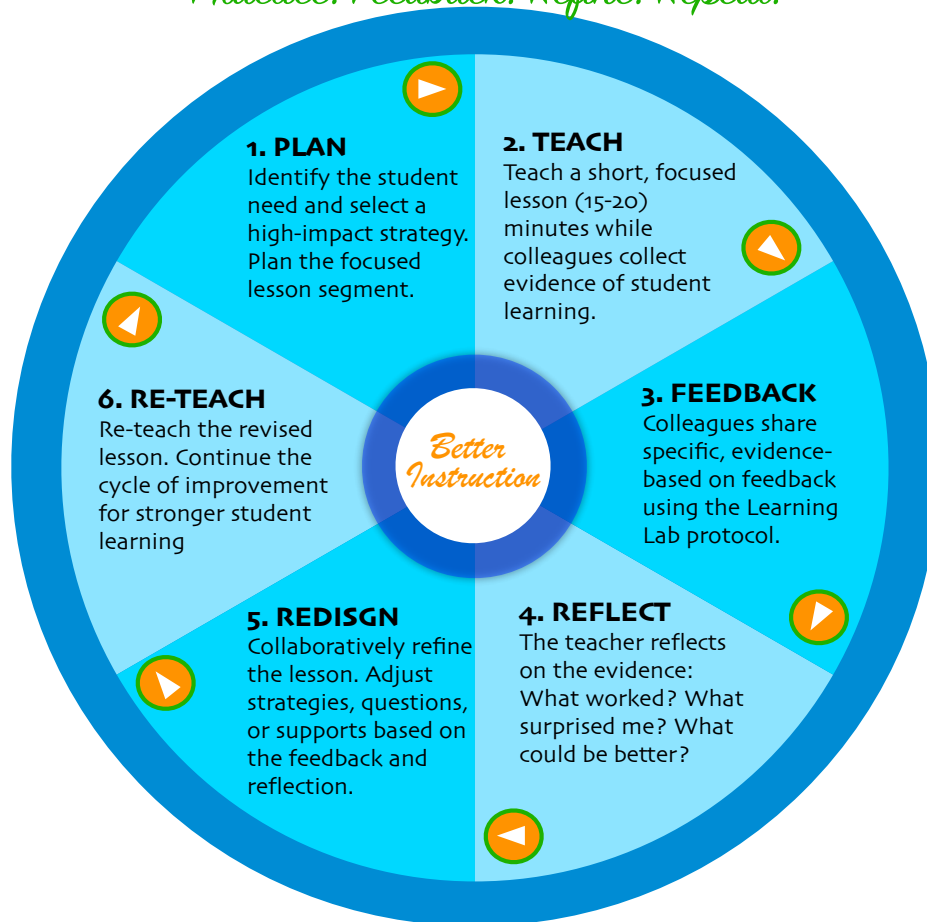 Feedback. Refine. Repeat.
1. PLAN
Identify the student
need and select a
high-impact strategy.
Plan the focused
lesson segment.
2. TEACH
Teach a short, focused
lesson (15-20)
minutes while
colleagues collect
evidence of student
learning.
3. FEEDBACK
Colleagues share
specific, evidence-
based on feedback
using the Learning
Lab protocol.
4. REFLECT
The teacher reflects
on the evidence:
What worked? What
surprised me? What
could be better?
5. REDISGN
Collaboratively refine
the lesson. Adjust
strategies, questions,
or supports based on
the feedback and
reflection.
6. RE-TEACH
Re-teach the revised
lesson. Continue the
cycle of improvement
for stronger student
learning
Better
Instruction